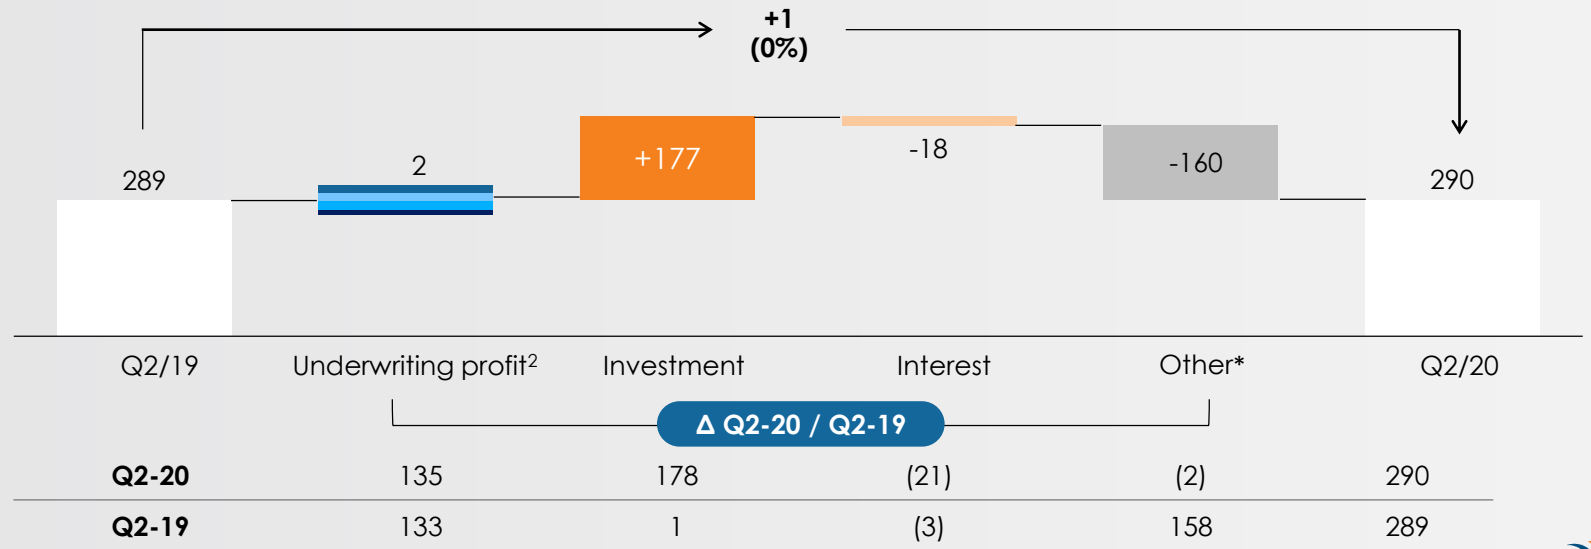 +1
(0%)
289
2
+177
-18
-160
290
Q2/19 Underwriting profit² Investment Interest Other* Q2/20
Δ Q2-20 / Q2-19
Q2-20 135 178 (21) (2) 290
Q2-19 133 1 (3) 158 289